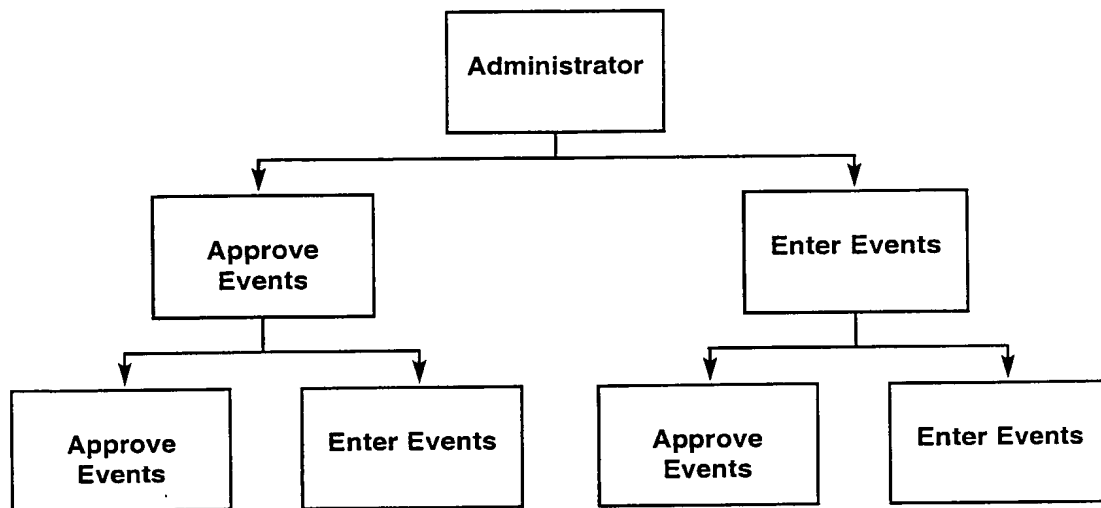 Administrator
Approve
Events
Enter Events
Approve
Events
Enter Events
Approve
Events
Enter Events